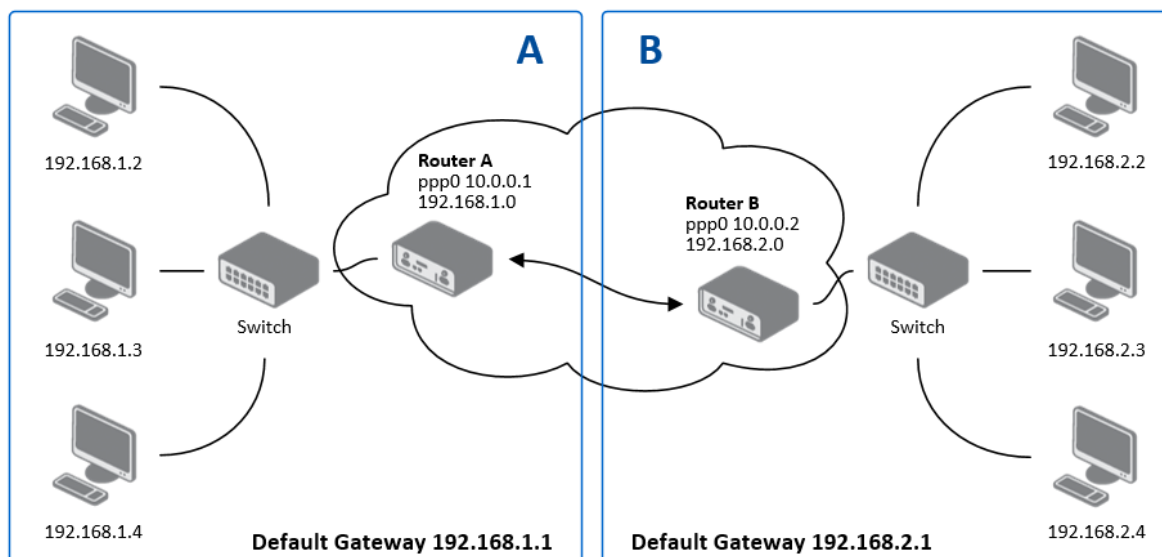 A
B
192.168.1.2
Router A
ppp0 10.0.0.1
192.168.1.0
192.168.2.2
Router B
ppp0 10.0.0.2
192.168.2.0
Switch
Switch
192.168.1.3
192.168.2.3
192.168.1.4
Default Gateway 192.168.1.1
Default Gateway 192.168.2.1
192.168.2.4